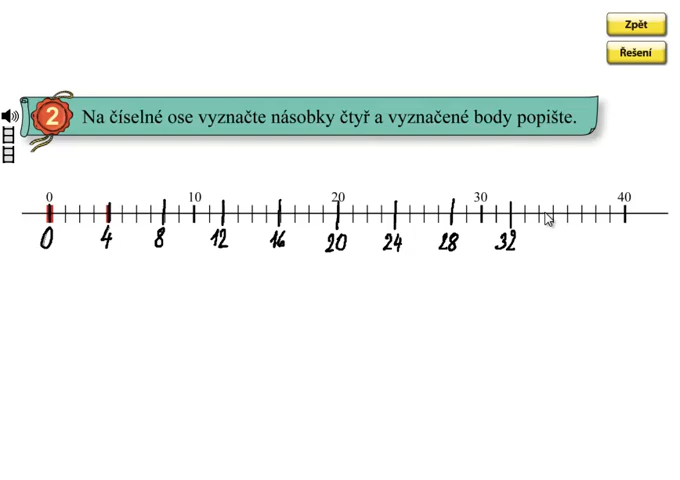 Zpět
Řešení
2 Na číselné ose vyznačte násobky čtyř a vyznačené body popište.
0 10 20 30 40
0 4 8 12 16 20 24 28 32